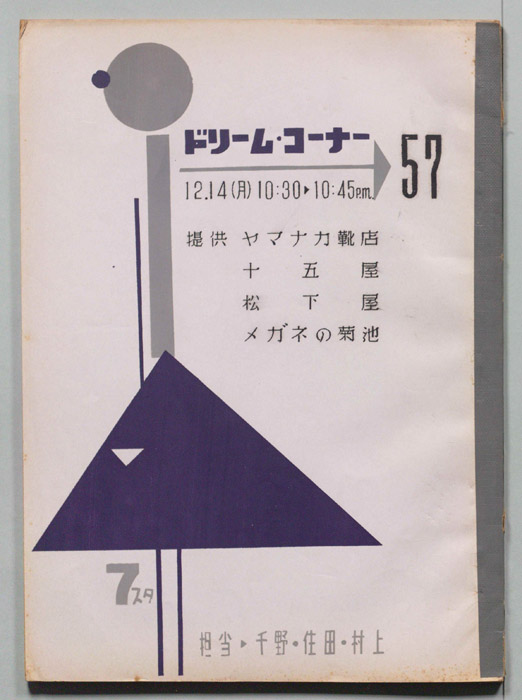 ドリーム・コーナー
57
12.14(月)10:30▸10:45P.M.
提供 ヤマナカ靴店
十五屋
松下屋
メガネの菊池
7スタ
担当▸千野・住田・村上